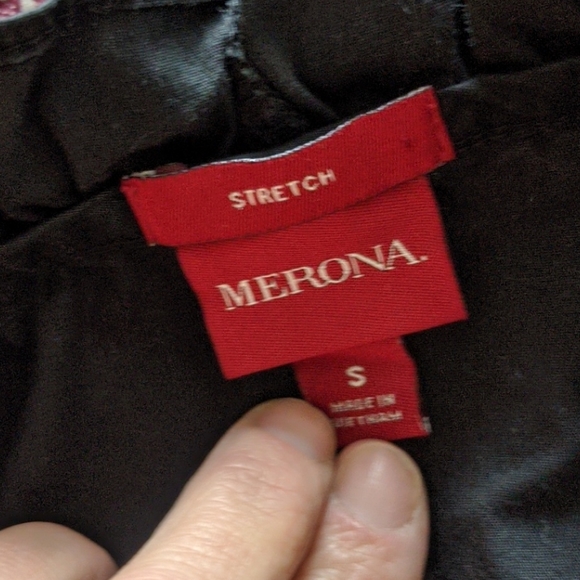 STRETCH
MERONA.
S
MADE IN
VIETNAM